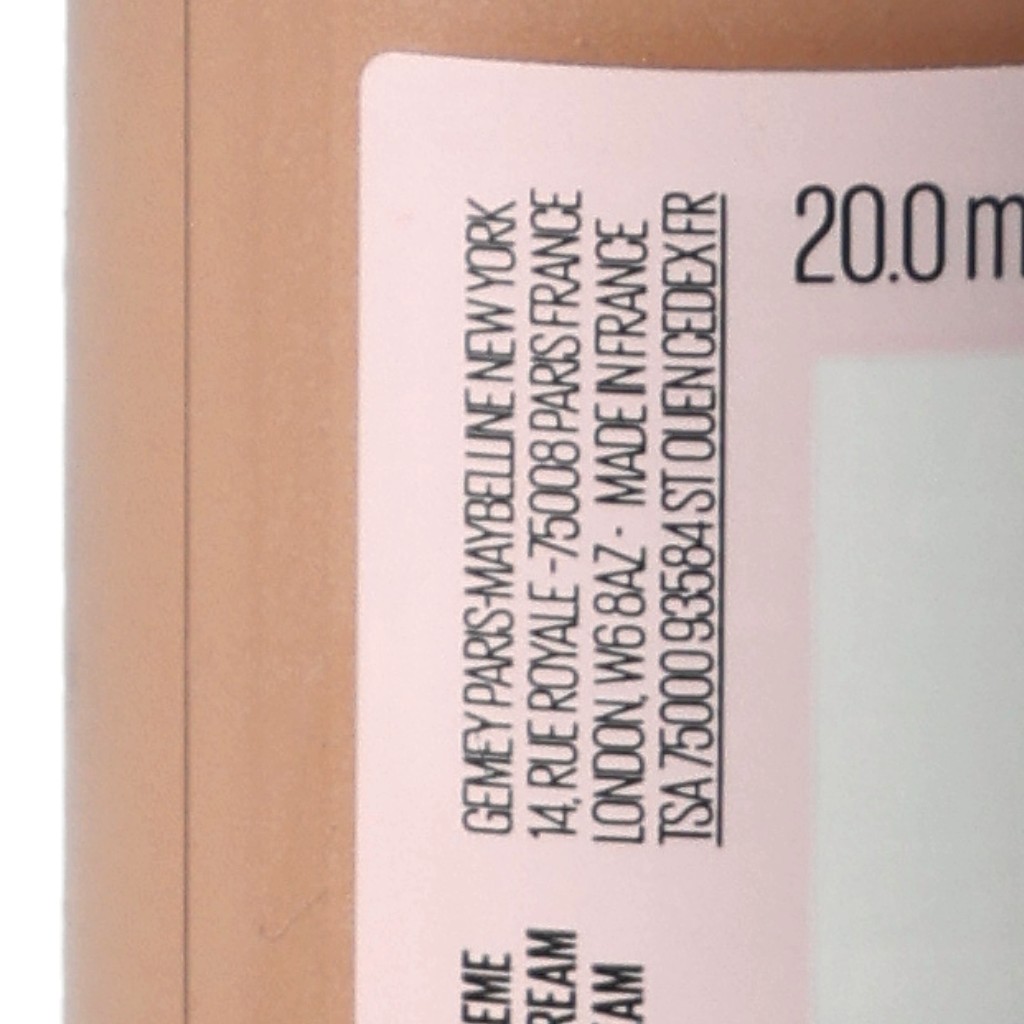 GEMEY PARIS-MAYBELLINE NEW YORK
14, RUE ROYALE - 75008 PARIS FRANCE
LONDON, W6 8AZ · MADE IN FRANCE
TSA 75000 93584 ST OUEN CEDEX FR
20.0 m
EME
REAM
AM